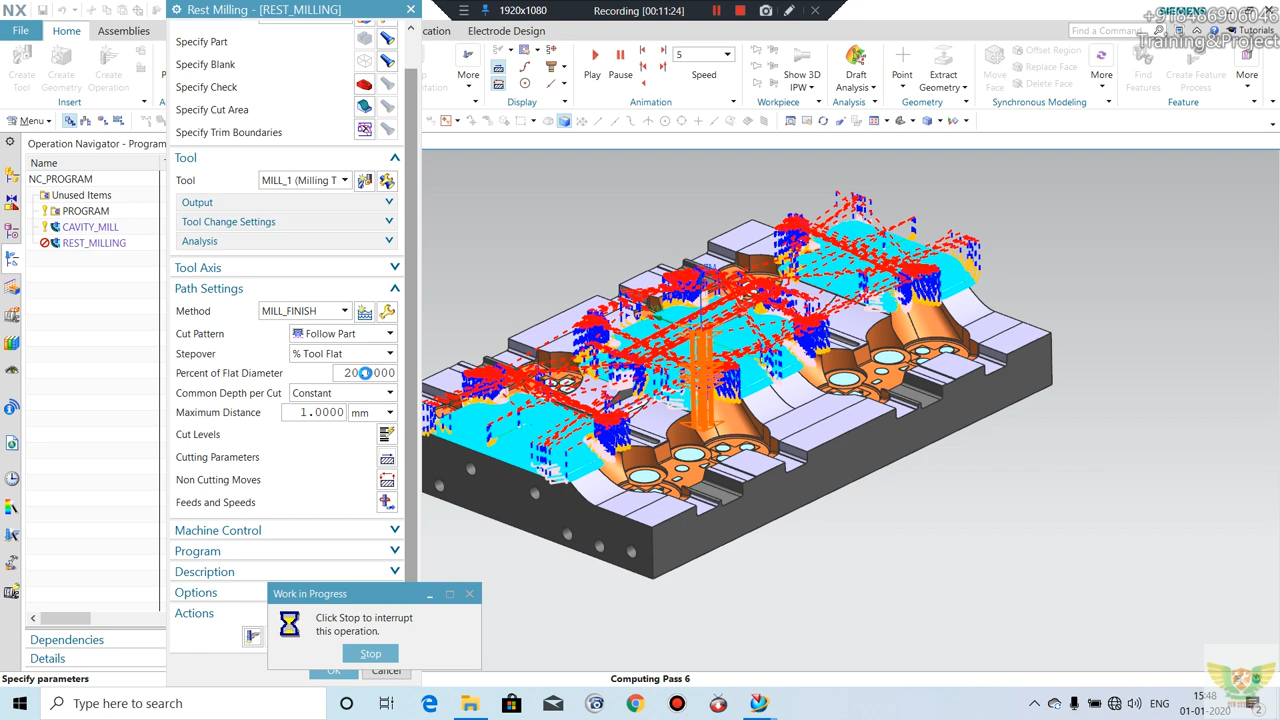 NX
Rest Milling - [REST_MILLING]
1920x1080
Recording [00:11:24]
SIEMENS
+918486906046
Training&Project
File
Home
Assemblies
cation
Electrode Design
Find a Command
Tutorials
Create Tool
Create Geometry
Insert
Specify Part
Specify Blank
Specify Check
Specify Cut Area
Specify Trim Boundaries
More
Display
Play
Pause
5
Speed
Animation
Show 3D IPW
Workpiece
Draft Analysis
Analysis
Point
Extract Geometry
Geometry
Move Face
Offset Region
Replace Face
Delete Face
More
Synchronous Modeling
Find Features
Create Feature Process
More
Feature
Menu
Operation Navigator - Program
Name
NC_PROGRAM
Unused Items
PROGRAM
CAVITY_MILL
REST_MILLING
Tool
Tool
MILL_1 (Milling T
Output
Tool Change Settings
Analysis
Tool Axis
Path Settings
Method
MILL_FINISH
Cut Pattern
Follow Part
Stepover
% Tool Flat
Percent of Flat Diameter
Common Depth per Cut
Constant
Maximum Distance
1.0000
mm
Cut Levels
Cutting Parameters
Non Cutting Moves
Feeds and Speeds
Machine Control
Program
Description
Options
Actions
OK
Cancel
Work in Progress
Click Stop to interrupt
this operation.
Stop
Dependencies
Details
Specify parameters
Computing Pass 6
Type here to search
15:48
01-01-2020
2